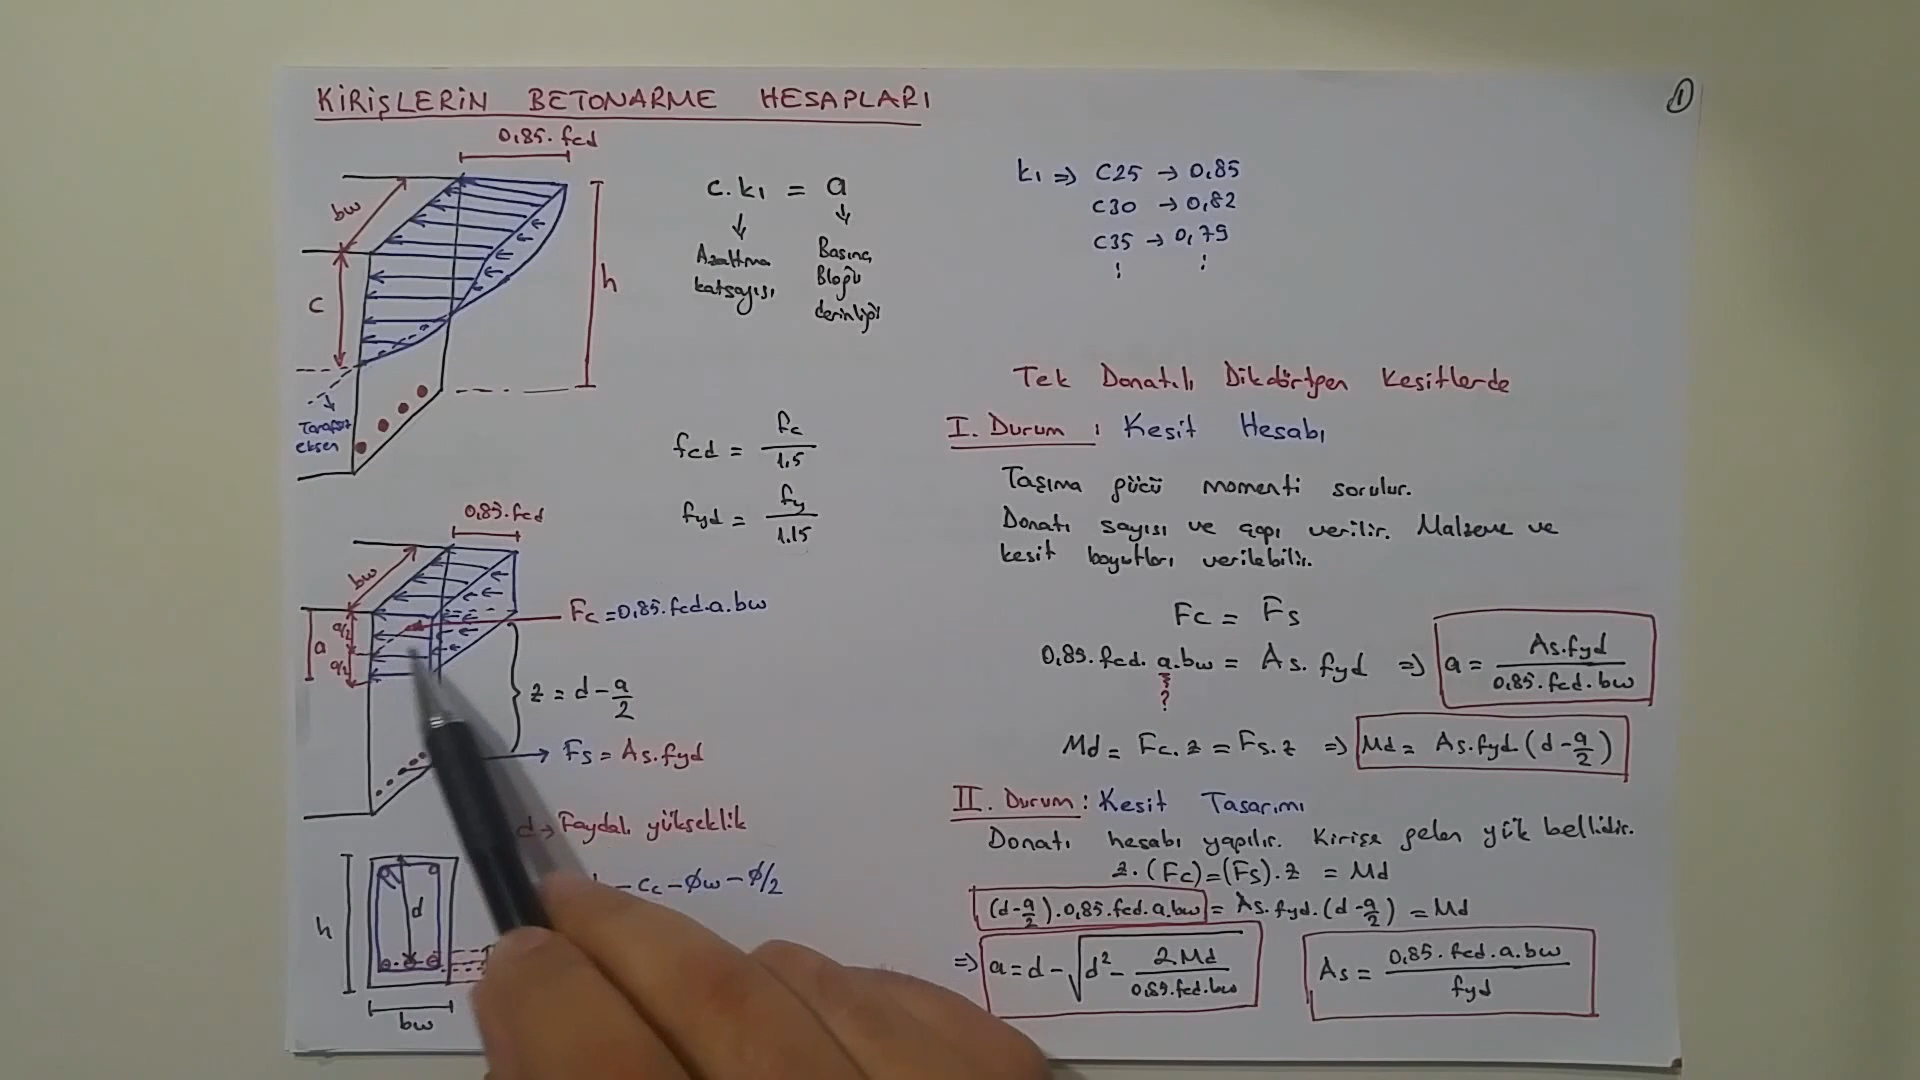 KİRİŞLERİN BETONARME HESAPLARI
1
0,85.fcd
bw
c
h
Tarafsız
eksen
c.k1 = a
Azaltma
katsayısı
Basınç
Bloğu
derinliği
k1 ⇒ C25 → 0,85
C30 → 0,82
C35 → 0,79
fcd = fc / 1.5
fyd = fy / 1.15
0,85.fcd
bw
a
a/2
a/2
Fc = 0,85.fcd.a.bw
z = d - a/2
Fs = As.fyd
d → Faydalı yükseklik
- cc - øw - ø/2
h
d
bw
Tek Donatılı Dikdörtgen Kesitlerde
I. Durum : Kesit Hesabı
Taşıma gücü momenti sorulur.
Donatı sayısı ve çapı verilir. Malzeme ve
kesit boyutları verilebilir.
Fc = Fs
0,85.fcd.a.bw = As.fyd ⇒ a = As.fyd / 0,85.fcd.bw
?
Md = Fc.z = Fs.z ⇒ Md = As.fyd(d - a/2)
II. Durum : Kesit Tasarımı
Donatı hesabı yapılır. Kirişe gelen yük bellidir.
z.(Fc) = (Fs).z = Md
(d - a/2).0,85.fcd.a.bw = As.fyd.(d - a/2) = Md
⇒ a = d - √(d² - 2Md / 0,85.fcd.bw)
As = 0,85.fcd.a.bw / fyd